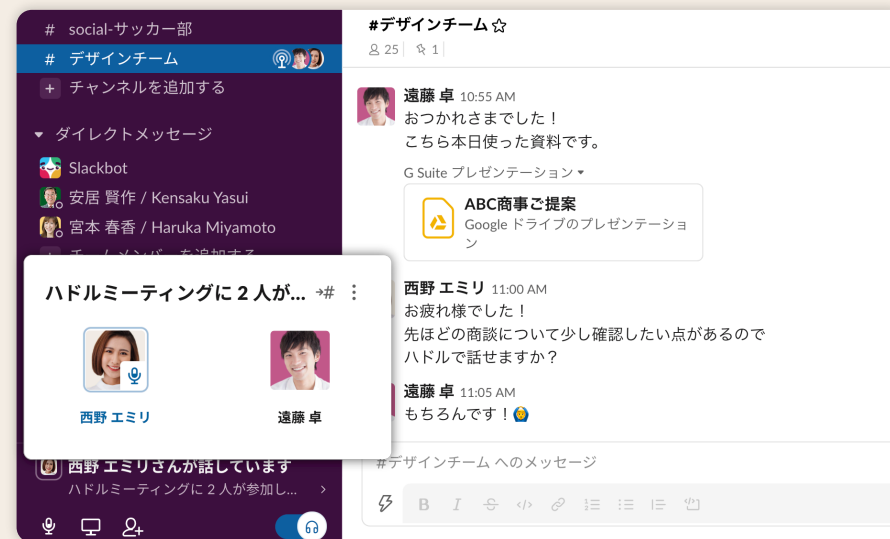 # social-サッカー部
# デザインチーム
+ チャンネルを追加する
ダイレクトメッセージ
Slackbot
安居 賢作 / Kensaku Yasui
宮本 春香 / Haruka Miyamoto
+ チームメンバーを追加する
ハドルミーティングに 2 人が...
西野 エミリ
遠藤 卓
西野 エミリさんが話しています
ハドルミーティングに 2 人が参加し...
#デザインチーム
25
1
遠藤 卓 10:55 AM
おつかれさまでした！
こちら本日使った資料です。
G Suite プレゼンテーション
ABC商事ご提案
Google ドライブのプレゼンテーショ
ン
西野 エミリ 11:00 AM
お疲れ様でした！
先ほどの商談について少し確認したい点があるので
ハドルで話せますか？
遠藤 卓 11:05 AM
もちろんです！🙆‍♂️
#デザインチーム へのメッセージ
B I S </>